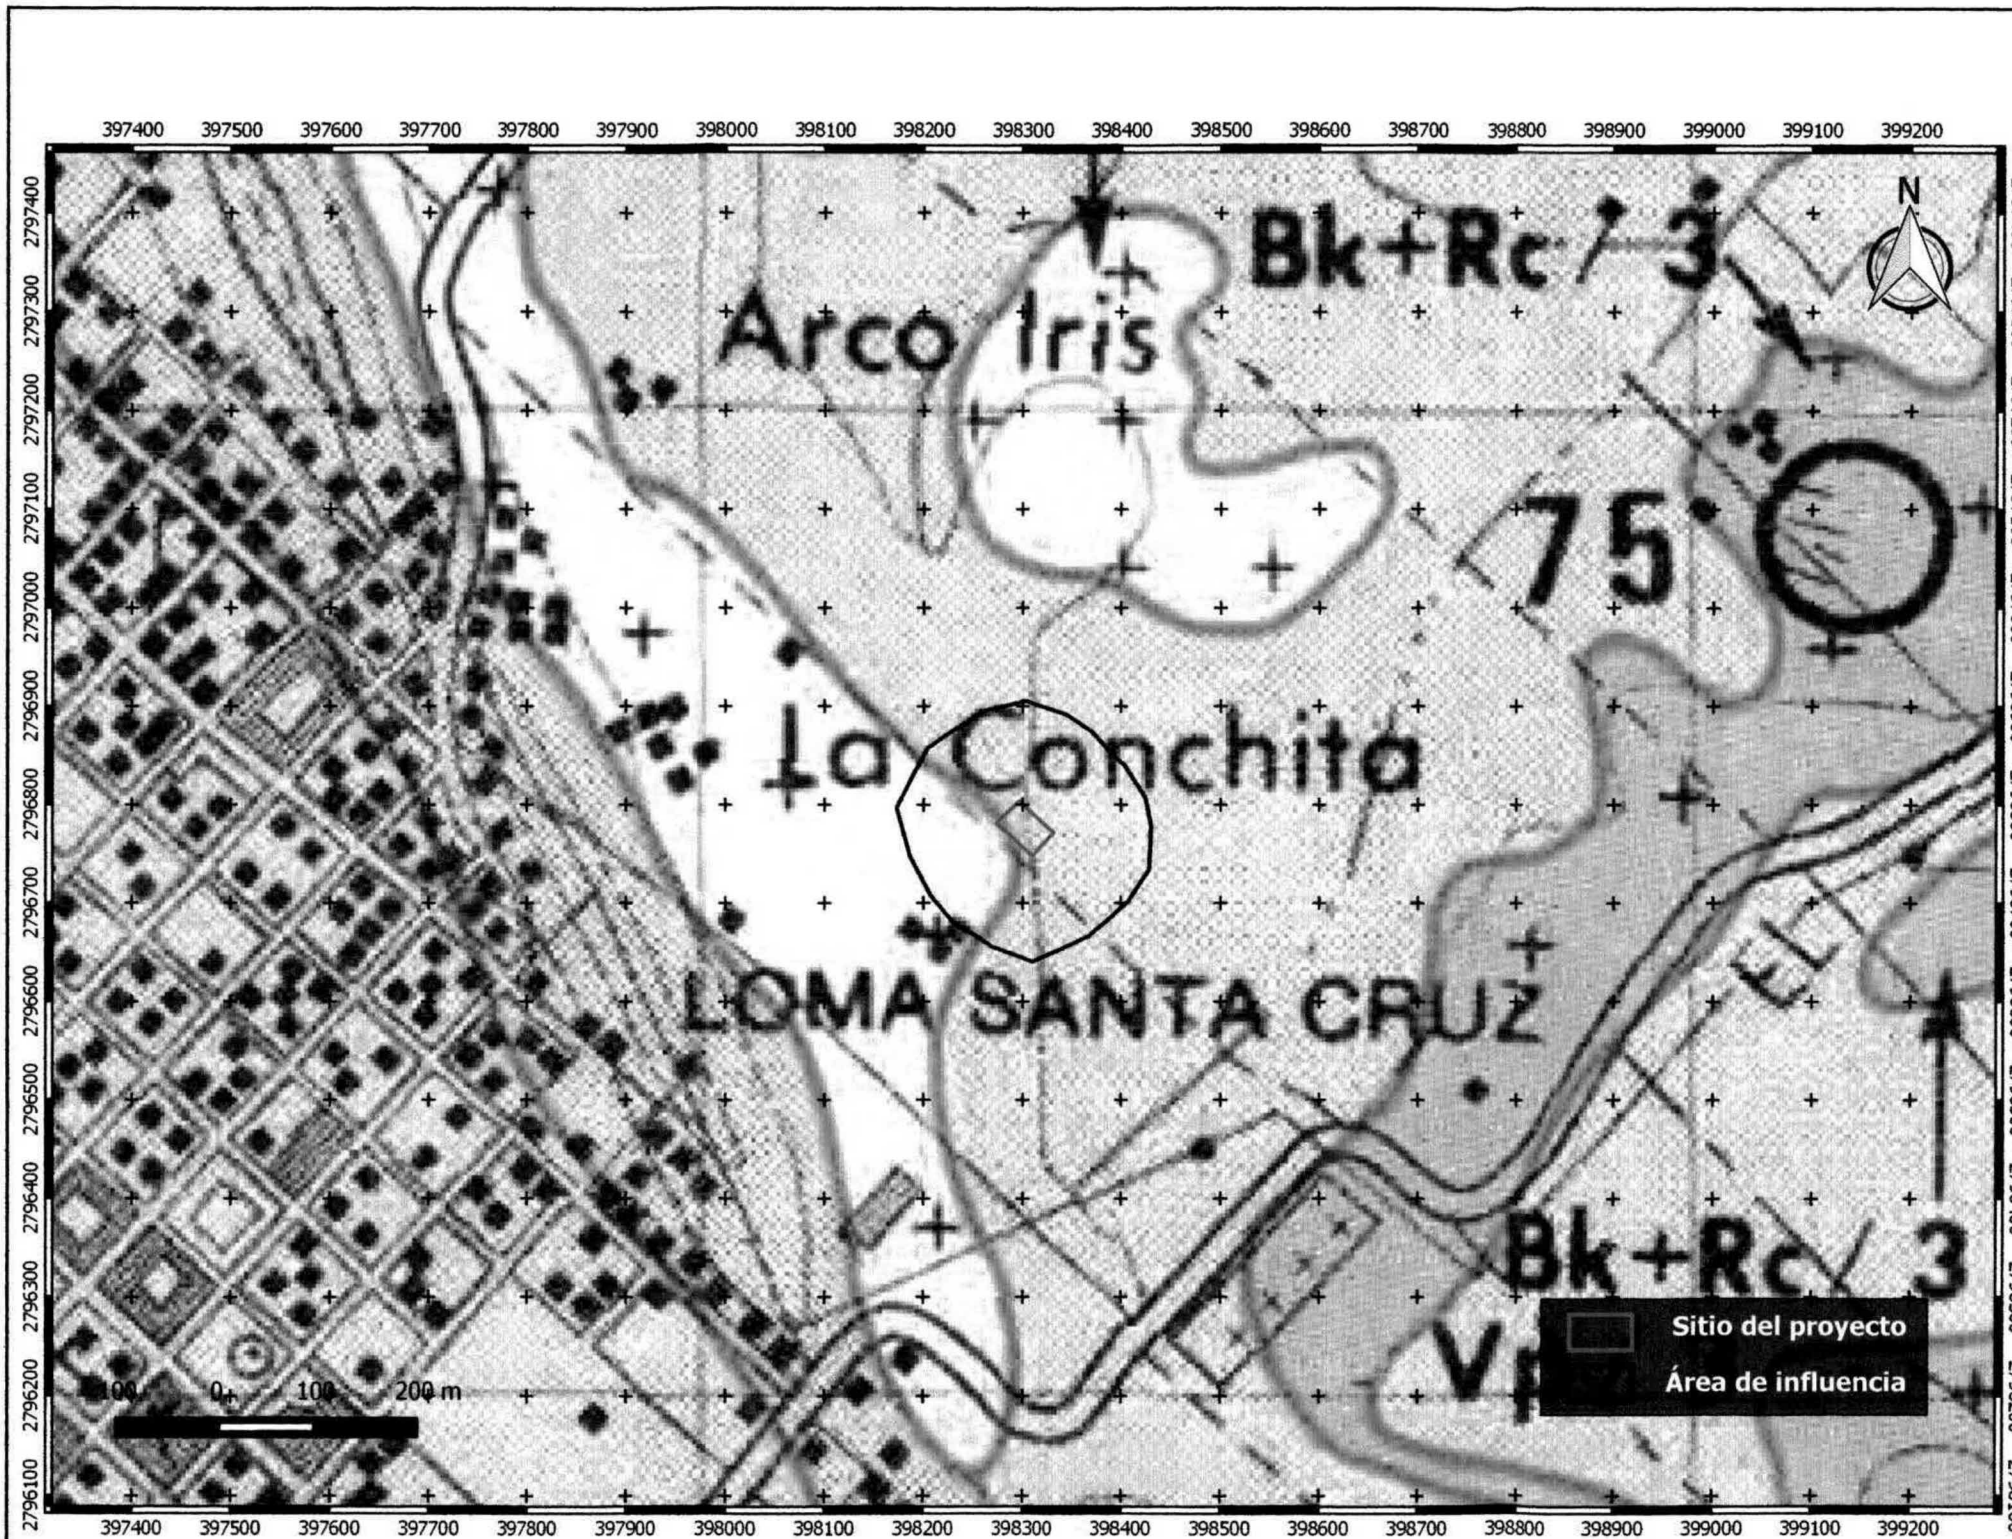 397400 397500 397600 397700 397800 397900 398000 398100 398200 398300 398400 398500 398600 398700 398800 398900 399000 399100 399200
N
2797400
2797300
2797200
2797100
2797000
2796900
2796800
2796700
2796600
2796500
2796400
2796300
2796200
2796100
Bk+Rc / 3
Arco Iris
75
La Conchita
LOMA SANTA CRUZ
EL
Bk+Rc / 3
Vp
Sitio del proyecto
Área de influencia
100 0 100 200 m
397400 397500 397600 397700 397800 397900 398000 398100 398200 398300 398400 398500 398600 398700 398800 398900 399000 399100 399200